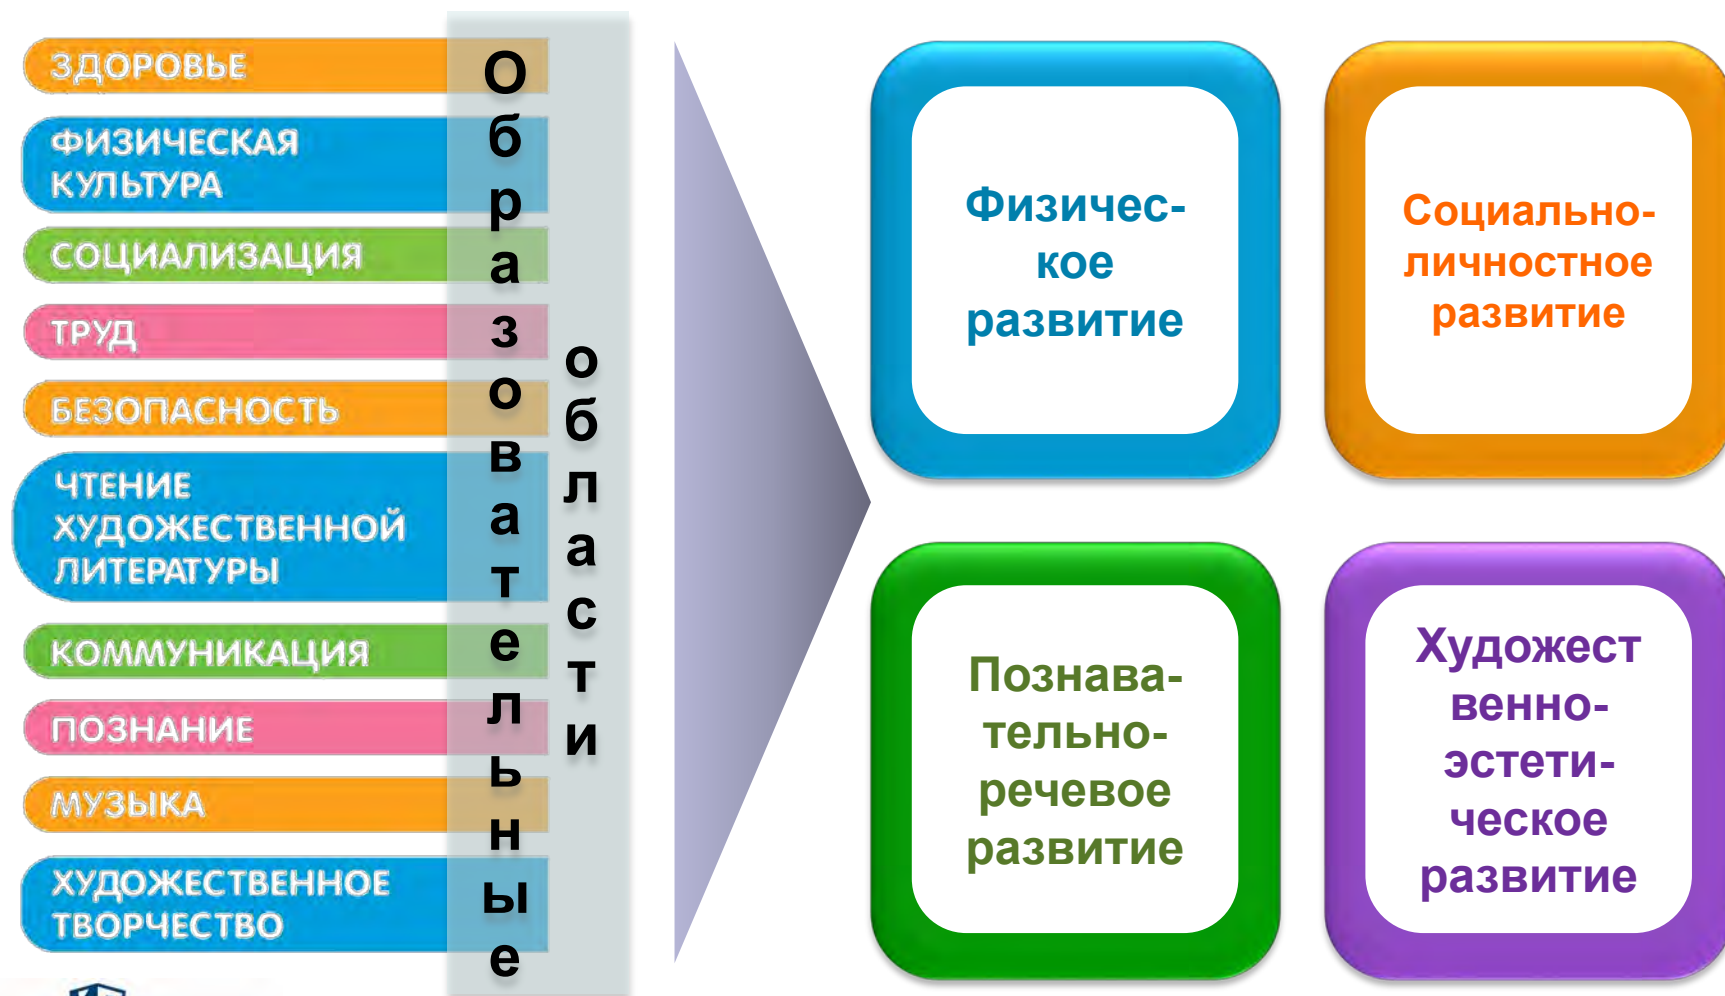 ЗДОРОВЬЕ
ФИЗИЧЕСКАЯ
КУЛЬТУРА
СОЦИАЛИЗАЦИЯ
ТРУД
БЕЗОПАСНОСТЬ
ЧТЕНИЕ
ХУДОЖЕСТВЕННОЙ
ЛИТЕРАТУРЫ
КОММУНИКАЦИЯ
ПОЗНАНИЕ
МУЗЫКА
ХУДОЖЕСТВЕННОЕ
ТВОРЧЕСТВО
Образовательные
области
Физичес-
кое
развитие
Социально-
личностное
развитие
Познава-
тельно-
речевое
развитие
Художест
венно-
эстети-
ческое
развитие